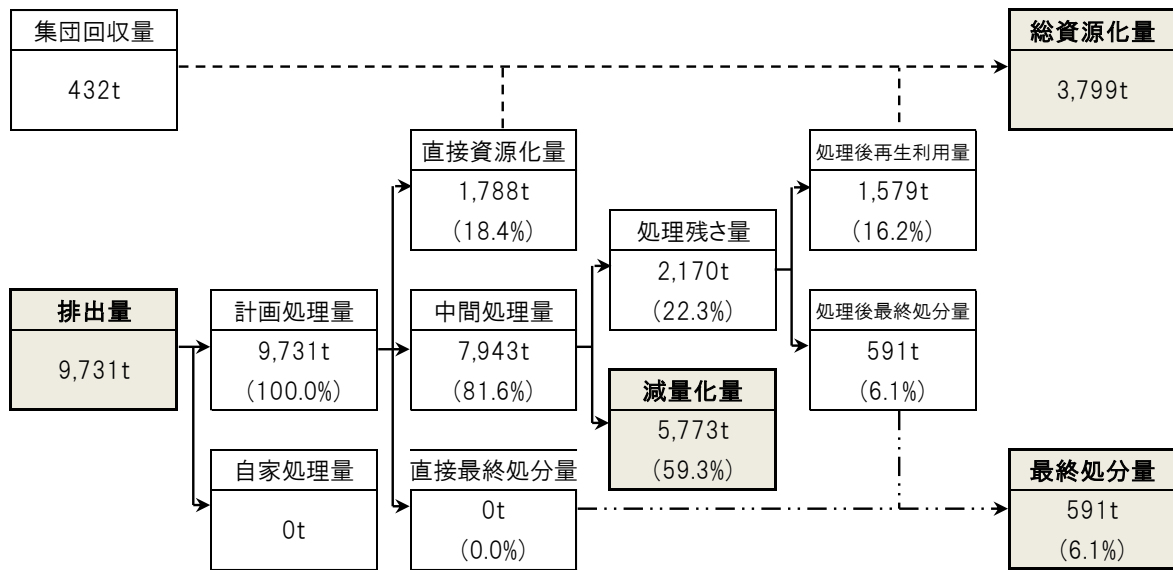 集団回収量
432t
総資源化量
3,799t
直接資源化量
1,788t
(18.4%)
処理後再生利用量
1,579t
(16.2%)
処理残さ量
2,170t
(22.3%)
排出量
9,731t
計画処理量
9,731t
(100.0%)
中間処理量
7,943t
(81.6%)
処理後最終処分量
591t
(6.1%)
減量化量
5,773t
(59.3%)
自家処理量
0t
直接最終処分量
0t
(0.0%)
最終処分量
591t
(6.1%)